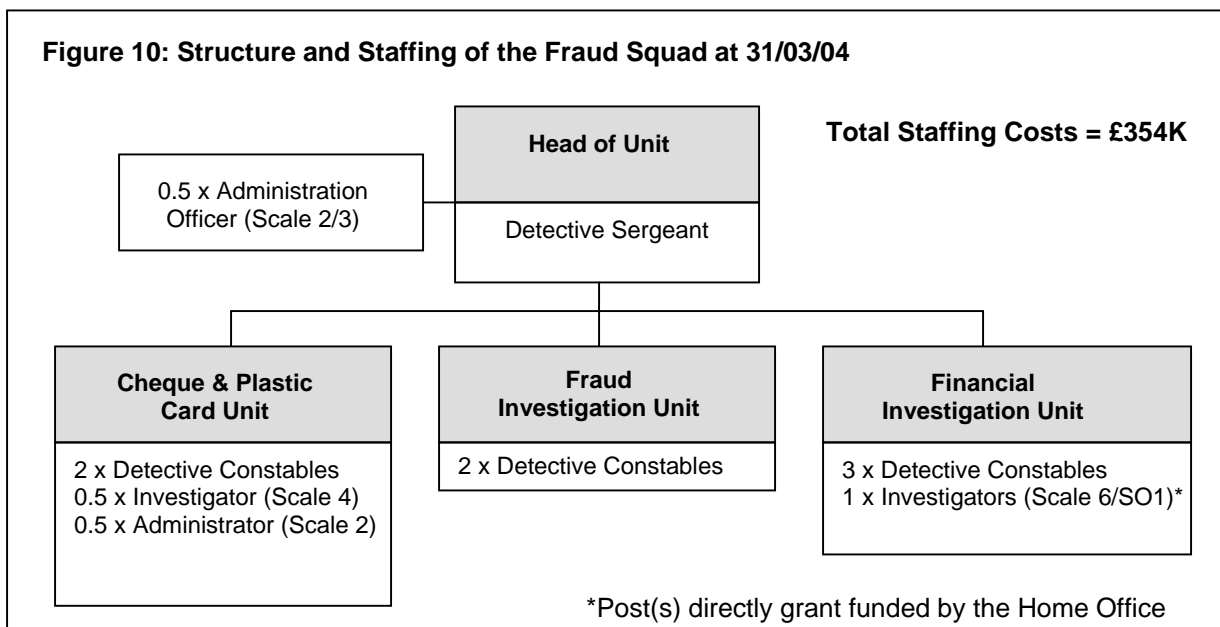 Figure 10: Structure and Staffing of the Fraud Squad at 31/03/04
Total Staffing Costs = £354K
Head of Unit
Detective Sergeant
0.5 x Administration
Officer (Scale 2/3)
Cheque & Plastic
Card Unit
2 x Detective Constables
0.5 x Investigator (Scale 4)
0.5 x Administrator (Scale 2)
Fraud
Investigation Unit
2 x Detective Constables
Financial
Investigation Unit
3 x Detective Constables
1 x Investigators (Scale 6/SO1)*
*Post(s) directly grant funded by the Home Office